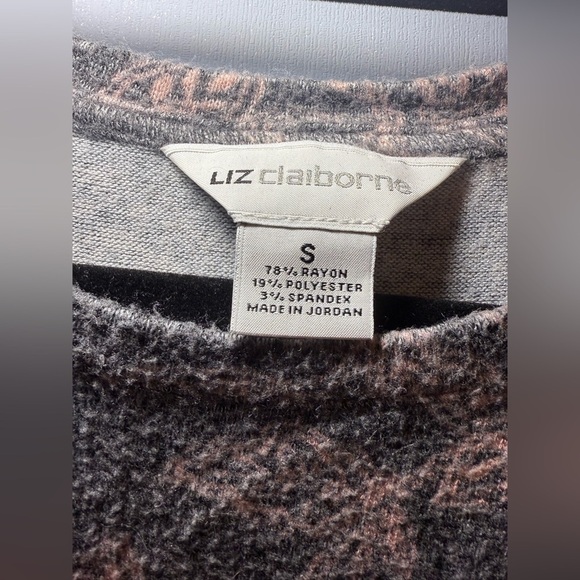 LIZ claiborne
S
78% RAYON
19% POLYESTER
3% SPANDEX
MADE IN JORDAN